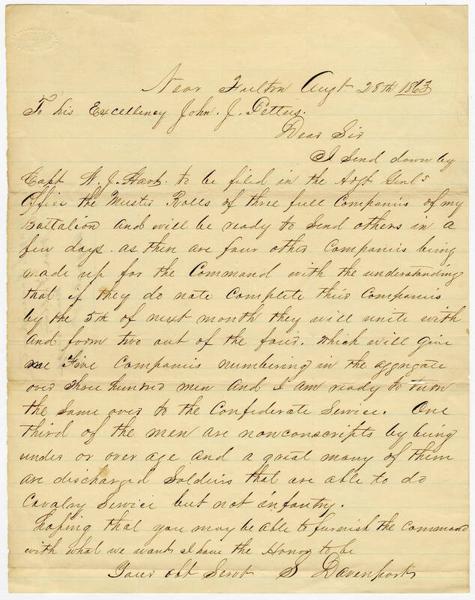 Near Fulton Augt 28th 1863
To his Excellency John. J. Pettus.
Dear Sir
I send down by
Capt W. J. to be filed in the Adjt Genl's
Office the Muster Rolls of three full Companies of my
battalion and will be ready to send others in a
few days. as their are four other Companies being
made up for the Command with the understanding
that if they do note Complete their Companies
by the 5th of next month they will unite with
and form two out of the four. which will give
me Five Companies numbering in the aggregate
over three hundred men and I am ready to turn
the same over to the Confederate Service. One
third of the men are nonconscripts by being
under or over age and a great many of them
are discharged Soldiers that are able to do
Cavalry Service but not infantry.
hoping that you may be able to furnish the command
with what we want I have the Honor to be
Your obt Servt S Davenport